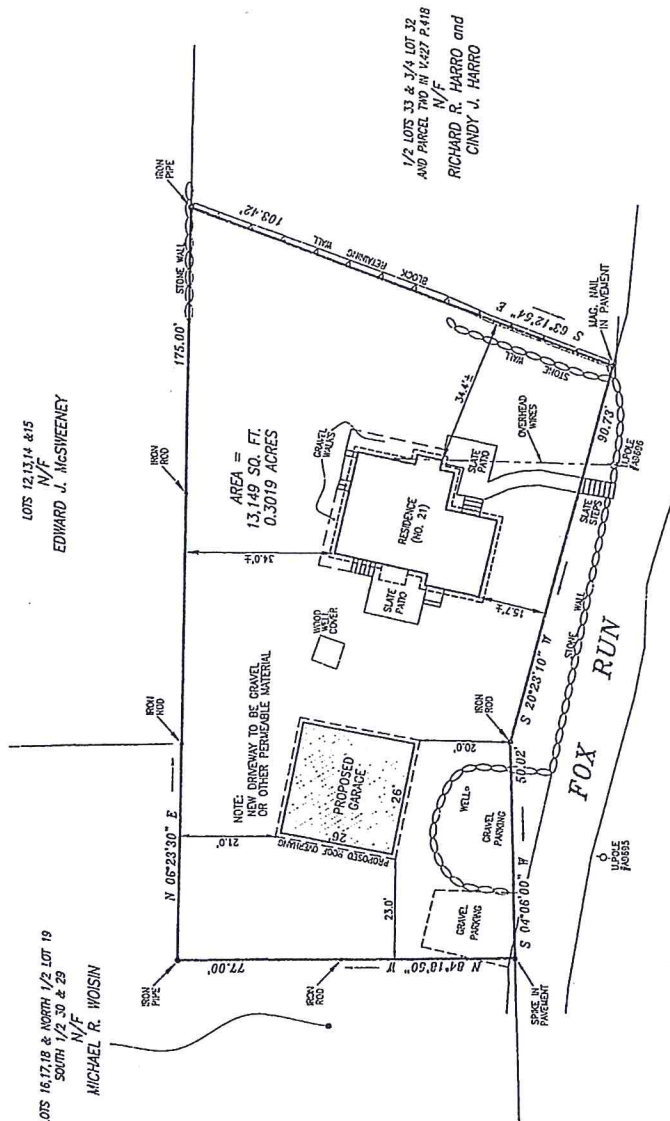 LOTS 12,13,14 &15
N/F
EDWARD J. McSWEENEY
1/2 LOTS 33 & 3/4 LOT 32
AND PARCEL TWO IN V.427 P.418
N/F
RICHARD R. HARRO and
CINDY J. HARRO
LOTS 16,17,18 & NORTH 1/2 LOT 19
SOUTH 1/2 30 & 29
N/F
MICHAEL R. WOISIN
IRON
PIPE
IRON
ROD
IRON
ROD
IRON
PIPE
N 06°23'30" E
175.00'
STONE WALL
103.42'
BLOCK RETAINING WALL
S 63°12'54" E
MAG. NAIL
IN PAVEMENT
AREA =
13,149 SQ. FT.
0.3019 ACRES
GRAVEL
WALKS
34.0'±
34.4'±
STONE
WALL
RESIDENCE
(NO. 21)
SLATE
PATIO
SLATE
PATIO
OVERHEAD
WIRES
90.73'
U.POLE
#A0696
SLATE
STEPS
15.7'±
WOOD
WELL
COVER
NOTE:
NEW DRIVEWAY TO BE GRAVEL
OR OTHER PERMEABLE MATERIAL
21.0'
PROPOSED
GARAGE
26'
26'
PROPOSED ROOF OVERHANG
20.0'
23.0'
77.00'
IRON
ROD
N 84°18'50" W
IRON
ROD
S 20°23'10" W
STONE
WALL
50.02
WELL
GRAVEL
PARKING
GRAVEL
PARKING
S 04°06'00" W
SPIKE IN
PAVEMENT
FOX RUN
U.POLE
#A0695